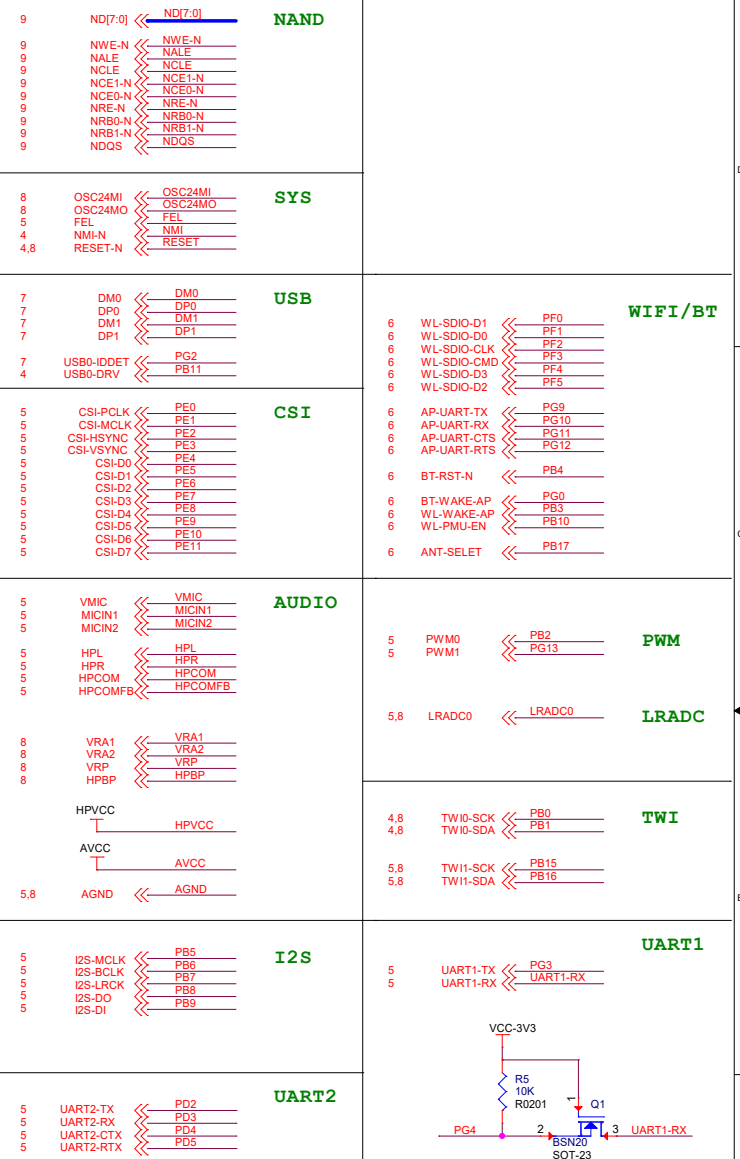 9 ND[7:0] ND[7:0] NAND
9 NWE-N NWE-N
9 NALE NALE
9 NCLE NCLE
9 NCE1-N NCE1-N
9 NCE0-N NCE0-N
9 NRE-N NRE-N
9 NRB0-N NRB0-N
9 NRB1-N NRB1-N
9 NDQS NDQS
SYS
8 OSC24MI OSC24MI
8 OSC24MO OSC24MO
5 FEL FEL
4 NMI-N NMI
4,8 RESET-N RESET
USB
7 DM0 DM0
7 DP0 DP0
7 DM1 DM1
7 DP1 DP1
7 USB0-IDDET PG2
4 USB0-DRV PB11
CSI
5 CSI-PCLK PE0
5 CSI-MCLK PE1
5 CSI-HSYNC PE2
5 CSI-VSYNC PE3
5 CSI-D0 PE4
5 CSI-D1 PE5
5 CSI-D2 PE6
5 CSI-D3 PE7
5 CSI-D4 PE8
5 CSI-D5 PE9
5 CSI-D6 PE10
5 CSI-D7 PE11
AUDIO
5 VMIC VMIC
5 MICIN1 MICIN1
5 MICIN2 MICIN2
5 HPL HPL
5 HPR HPR
5 HPCOM HPCOM
5 HPCOMFB HPCOMFB
8 VRA1 VRA1
8 VRA2 VRA2
8 VRP VRP
8 HPBP HPBP
HPVCC
HPVCC
AVCC
AVCC
5,8 AGND AGND
I2S
5 I2S-MCLK PB5
5 I2S-BCLK PB6
5 I2S-LRCK PB7
5 I2S-DO PB8
5 I2S-DI PB9
UART2
5 UART2-TX PD2
5 UART2-RX PD3
5 UART2-CTX PD4
5 UART2-RTX PD5
WIFI/BT
6 WL-SDIO-D1 PF0
6 WL-SDIO-D0 PF1
6 WL-SDIO-CLK PF2
6 WL-SDIO-CMD PF3
6 WL-SDIO-D3 PF4
6 WL-SDIO-D2 PF5
6 AP-UART-TX PG9
6 AP-UART-RX PG10
6 AP-UART-CTS PG11
6 AP-UART-RTS PG12
6 BT-RST-N PB4
6 BT-WAKE-AP PG0
6 WL-WAKE-AP PB3
6 WL-PMU-EN PB10
6 ANT-SELET PB17
5 PWM0 PB2 PWM
5 PWM1 PG13
5,8 LRADC0 LRADC0 LRADC
4,8 TWI0-SCK PB0 TWI
4,8 TWI0-SDA PB1
5,8 TWI1-SCK PB15
5,8 TWI1-SDA PB16
UART1
5 UART1-TX PG3
5 UART1-RX UART1-RX
VCC-3V3
R5
10K
R0201
1 Q1
PG4 2 3 UART1-RX
BSN20
SOT-23